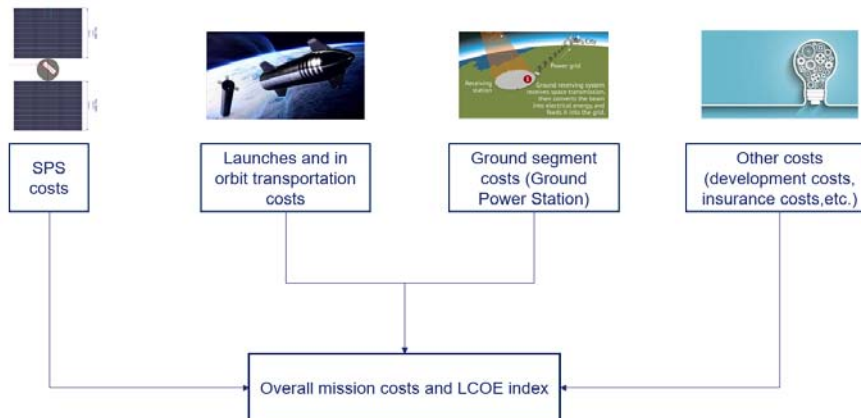 SPS
costs
Launches and in
orbit transportation
costs
Power grid
Receiving
station
1
Ground receiving system
receives space transmission,
then converts the beam
into electrical energy, and
feeds it into the grid.
Ground segment
costs (Ground
Power Station)
Other costs
(development costs,
insurance costs,etc.)
Overall mission costs and LCOE index